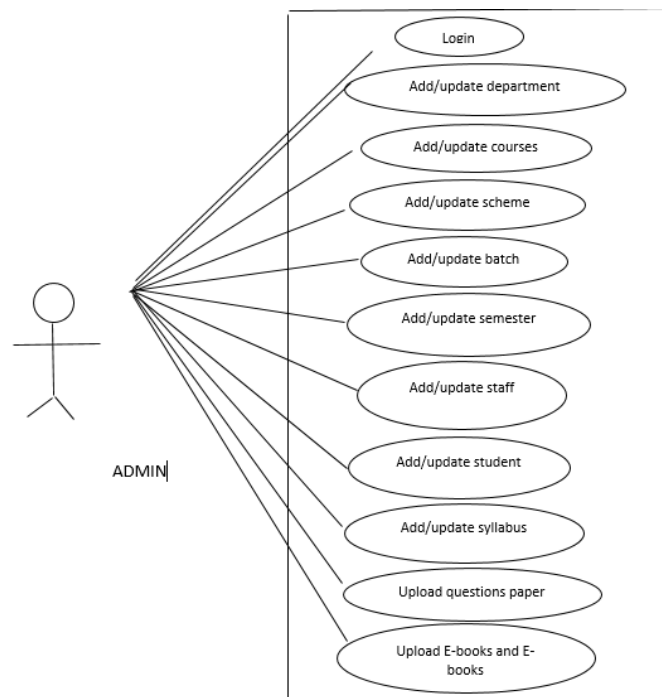 Login
Add/update department
Add/update courses
Add/update scheme
Add/update batch
Add/update semester
Add/update staff
Add/update student
ADMIN
Add/update syllabus
Upload questions paper
Upload E-books and E-
books